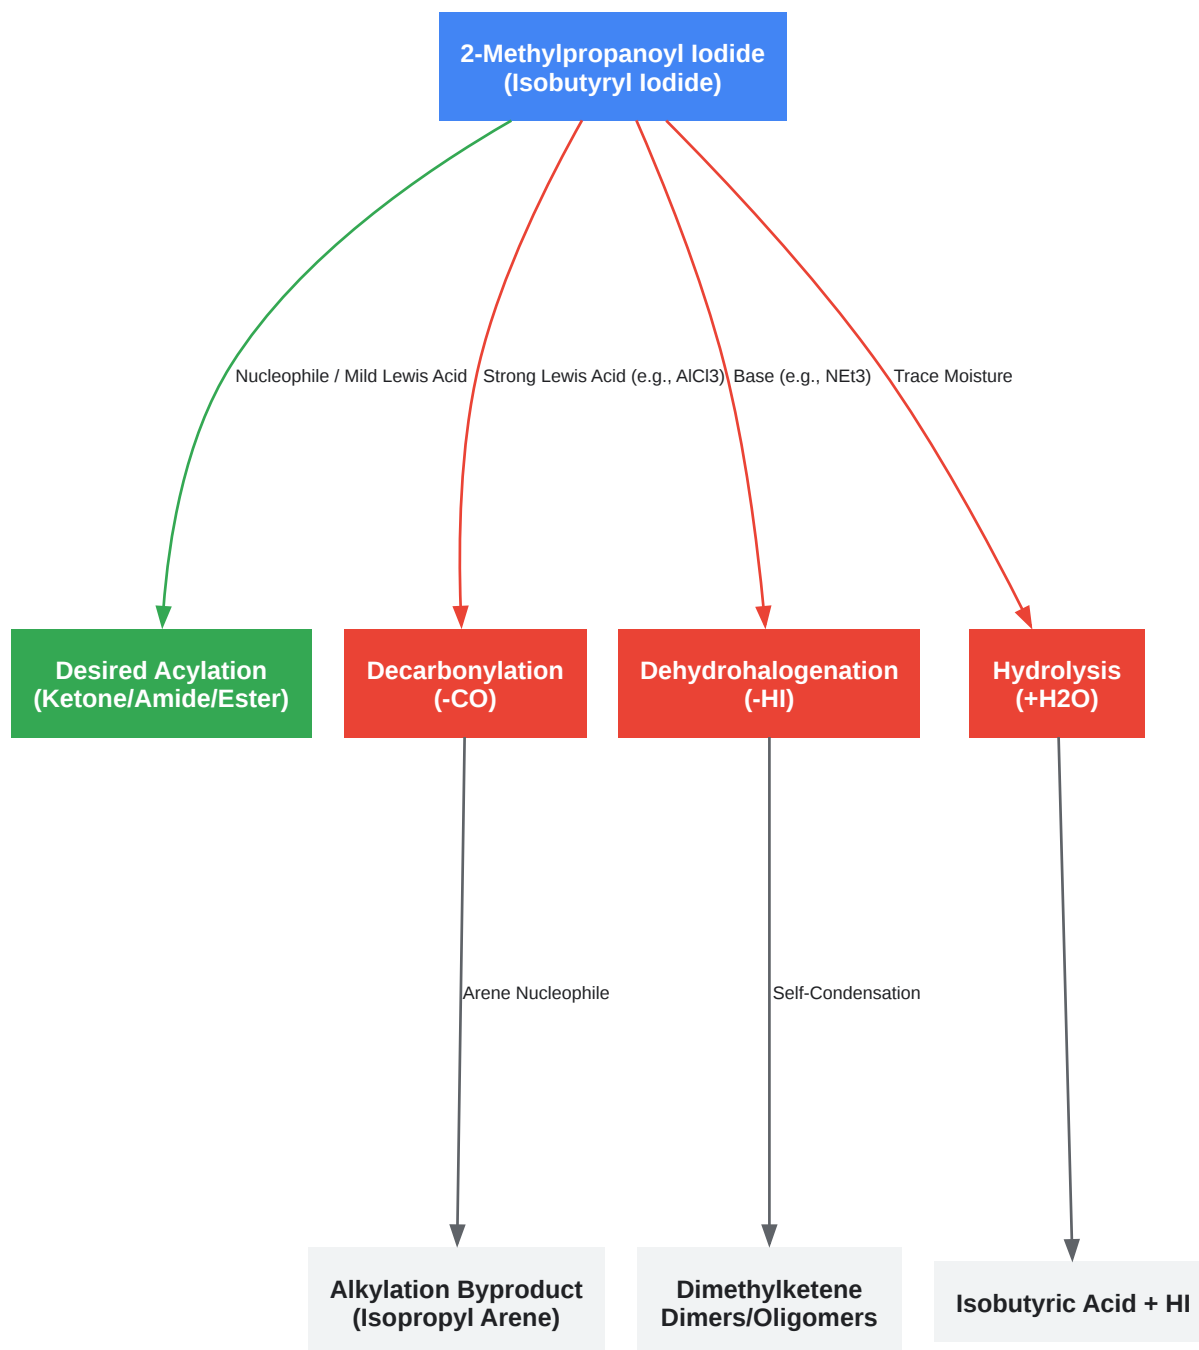 2-Methylpropanoyl Iodide
(Isobutyryl Iodide)
Nucleophile / Mild Lewis Acid
Strong Lewis Acid (e.g., AlCl3)
Base (e.g., NEt3)
Trace Moisture
Desired Acylation
(Ketone/Amide/Ester)
Decarbonylation
(-CO)
Dehydrohalogenation
(-HI)
Hydrolysis
(+H2O)
Arene Nucleophile
Self-Condensation
Alkylation Byproduct
(Isopropyl Arene)
Dimethylketene
Dimers/Oligomers
Isobutyric Acid + HI